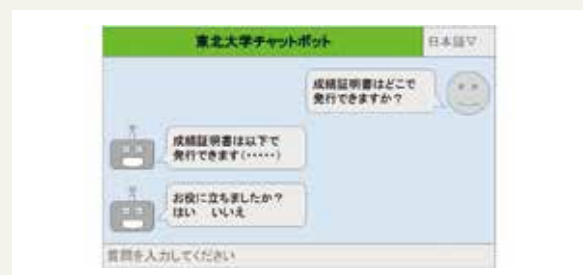 東北大学チャットボット
日本語▽
成績証明書はどこで
発行できますか？
成績証明書は以下で
発行できます(・・・・・)
お役に立ちましたか？
はい　いいえ
質問を入力してください